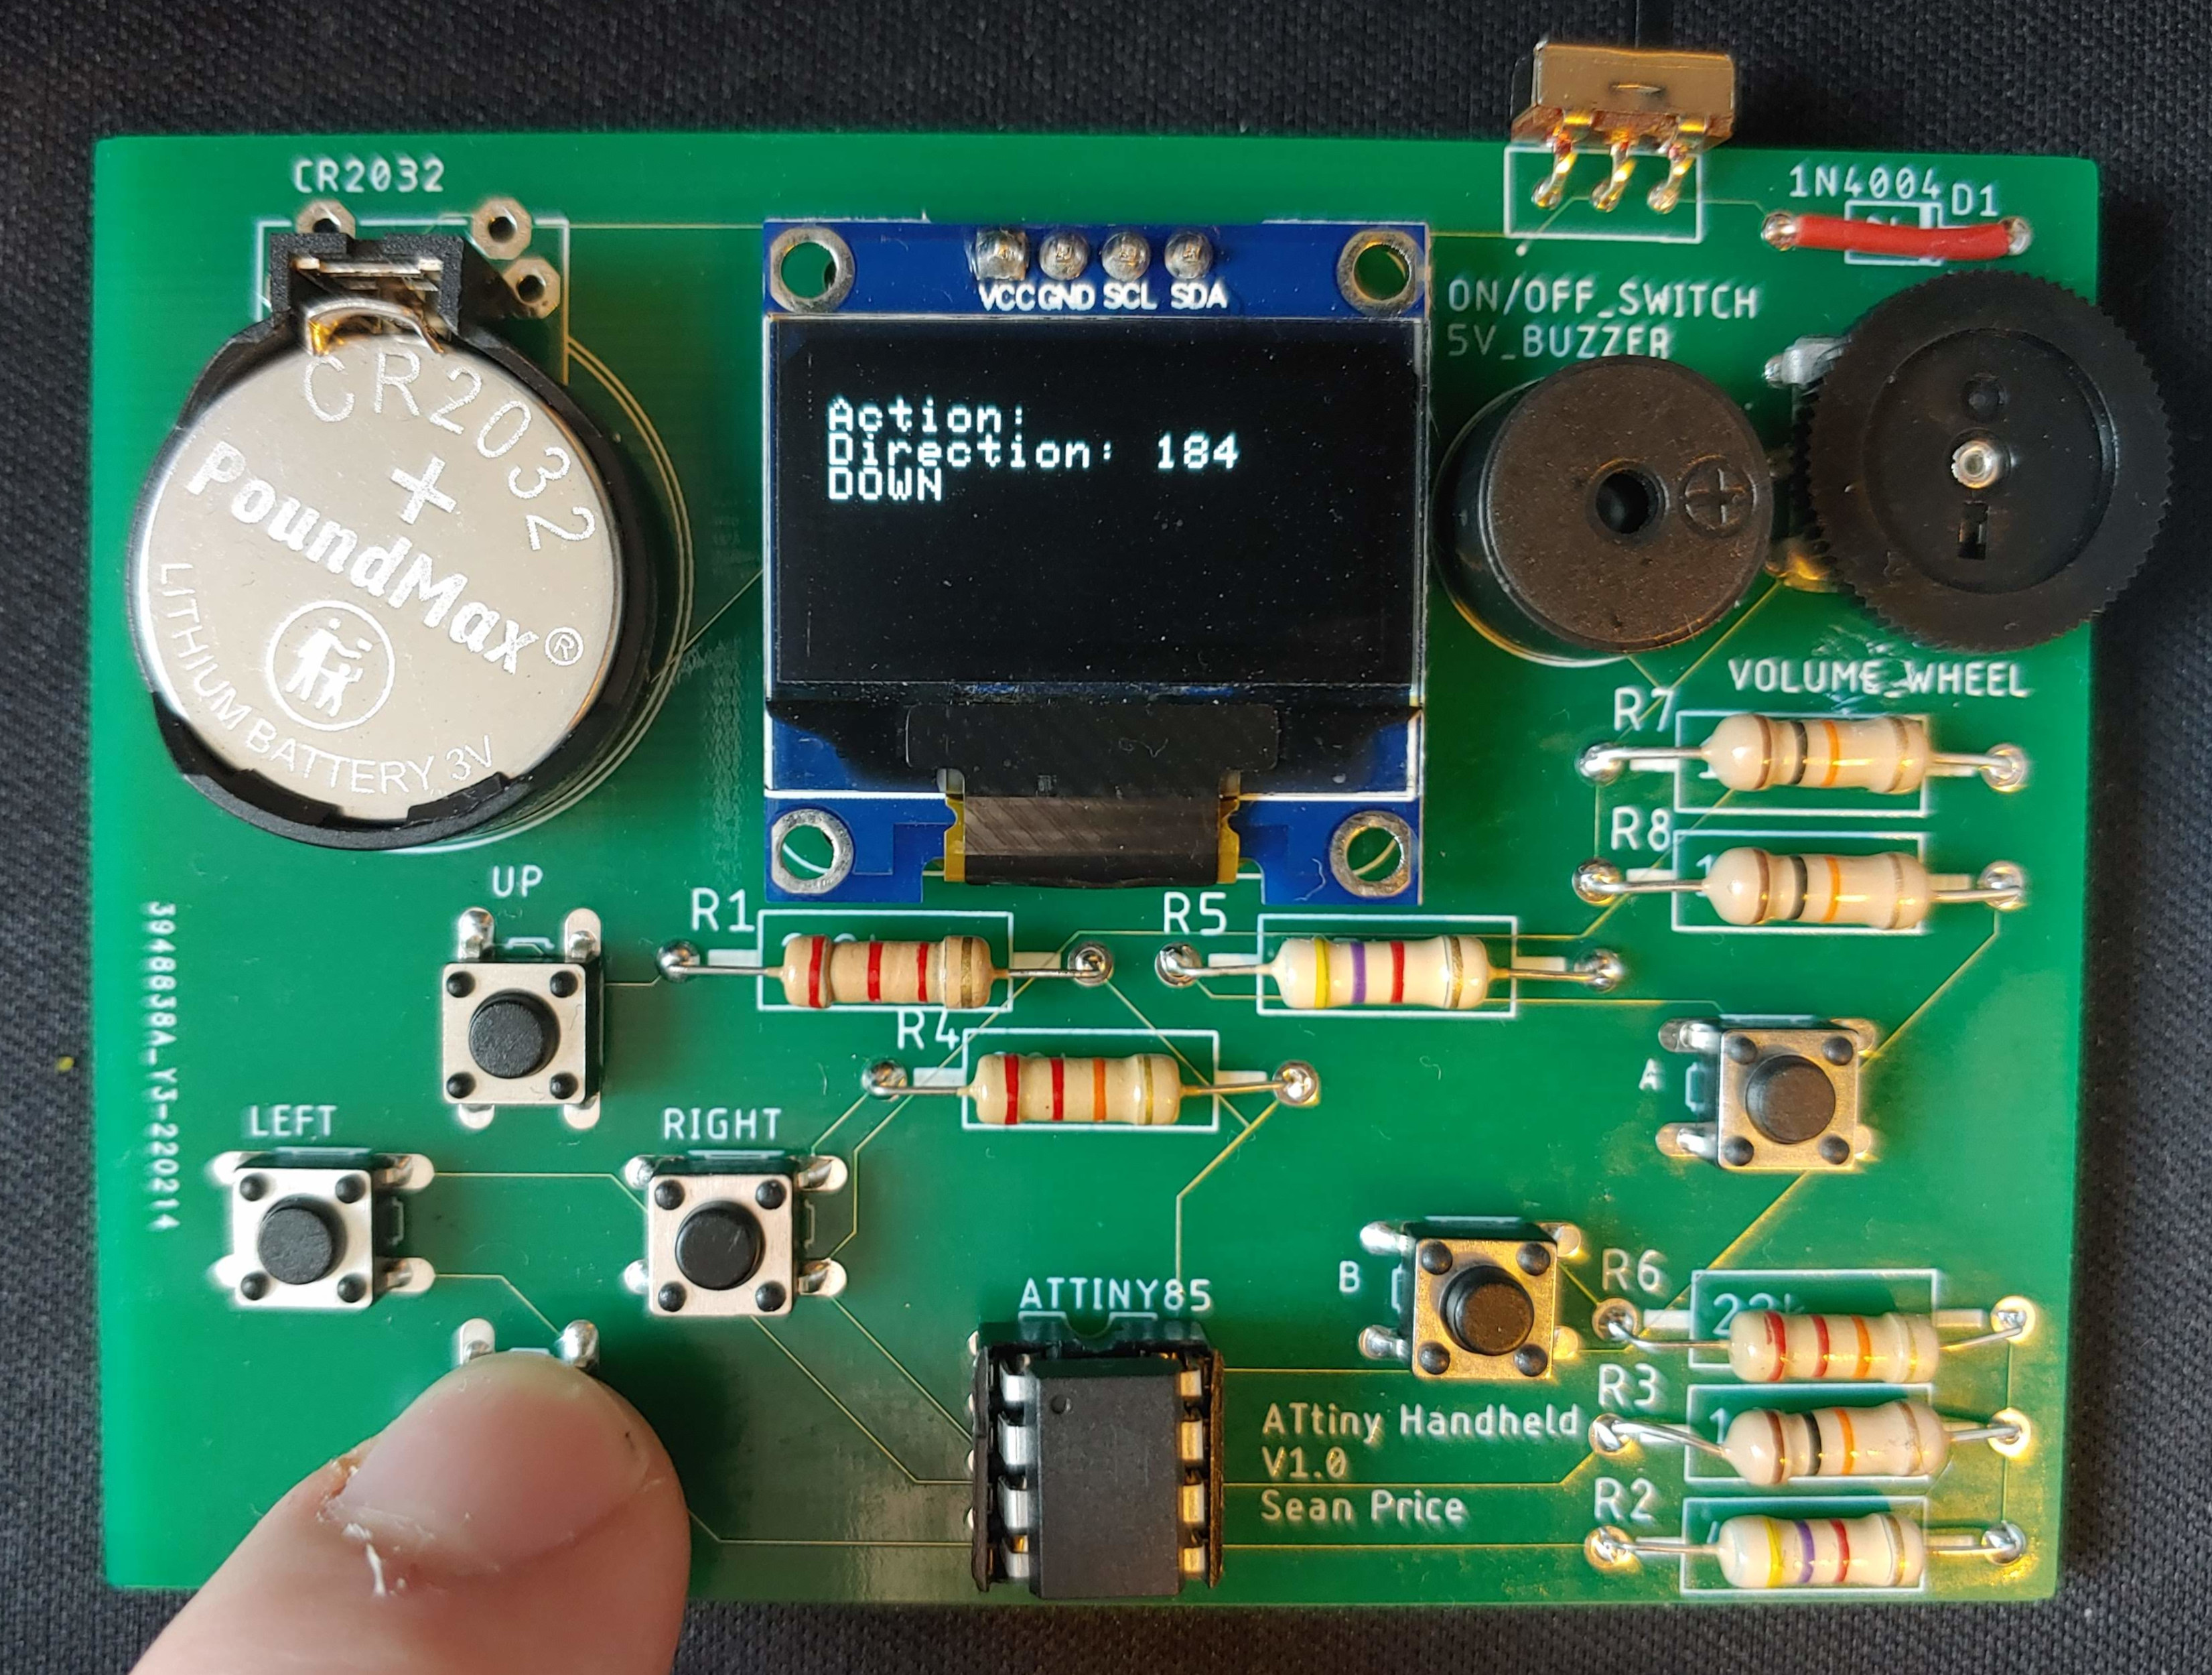 CR2032
1N4004 D1
VCC GND SCL SDA
ON/OFF_SWITCH
5V_BUZZER
CR2032
+
PoundMax®
LITHIUM BATTERY 3V
Action:
Direction: 184
DOWN
VOLUME_WHEEL
R7
R8
UP
R1
R5
R4
A
LEFT
RIGHT
3948838A_Y3-220214
B
R6
22k
ATTINY85
R3
ATtiny Handheld
V1.0
Sean Price
R2